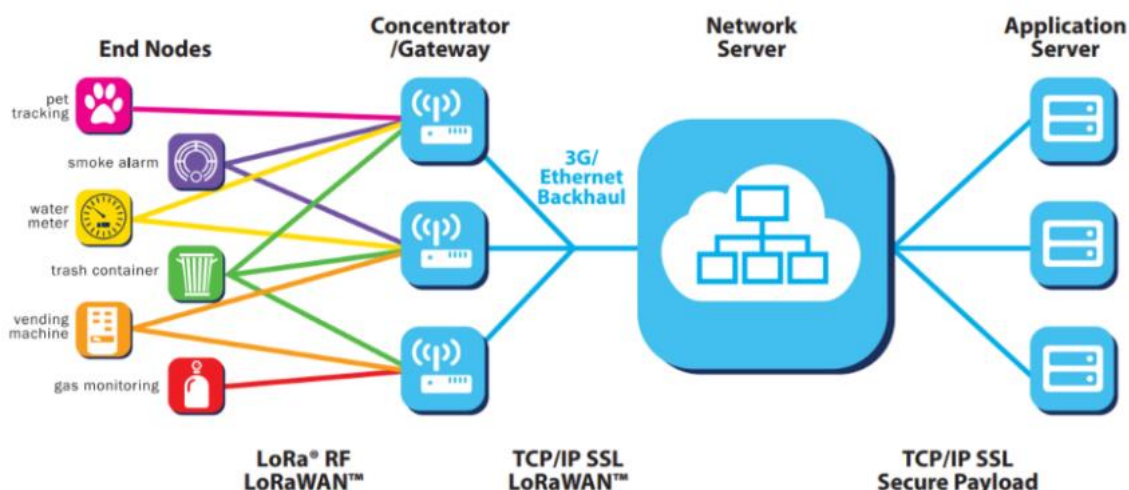 End Nodes
Concentrator
/Gateway
Network
Server
Application
Server
pet
tracking
smoke alarm
water
meter
trash container
vending
machine
gas monitoring
3G/
Ethernet
Backhaul
LoRa® RF
LoRaWAN™
TCP/IP SSL
LoRaWAN™
TCP/IP SSL
Secure Payload